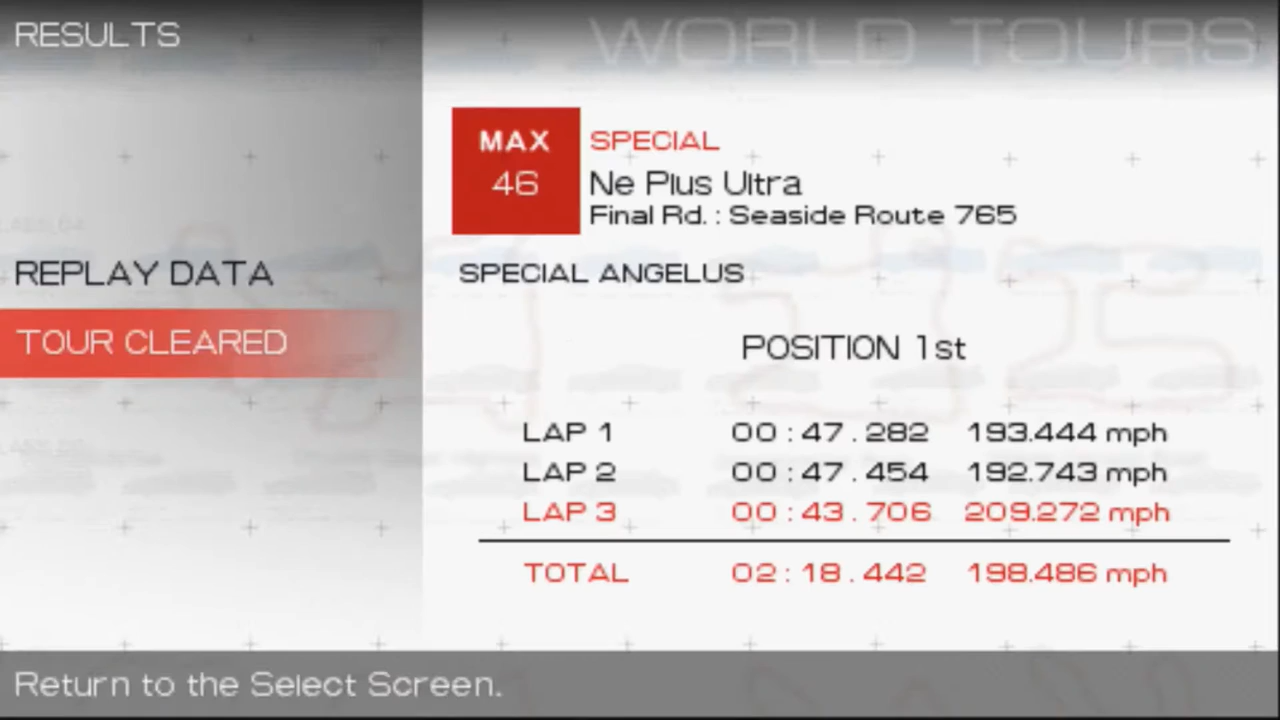 RESULTS
WORLD TOURS
MAX
46
SPECIAL
Ne Plus Ultra
Final Rd. : Seaside Route 765
REPLAY DATA
SPECIAL ANGELUS
TOUR CLEARED
POSITION 1st
LAP 1 00 : 47 . 282 193.444 mph
LAP 2 00 : 47 . 454 192.743 mph
LAP 3 00 : 43 . 706 209.272 mph
TOTAL 02 : 18 . 442 198.486 mph
Return to the Select Screen.